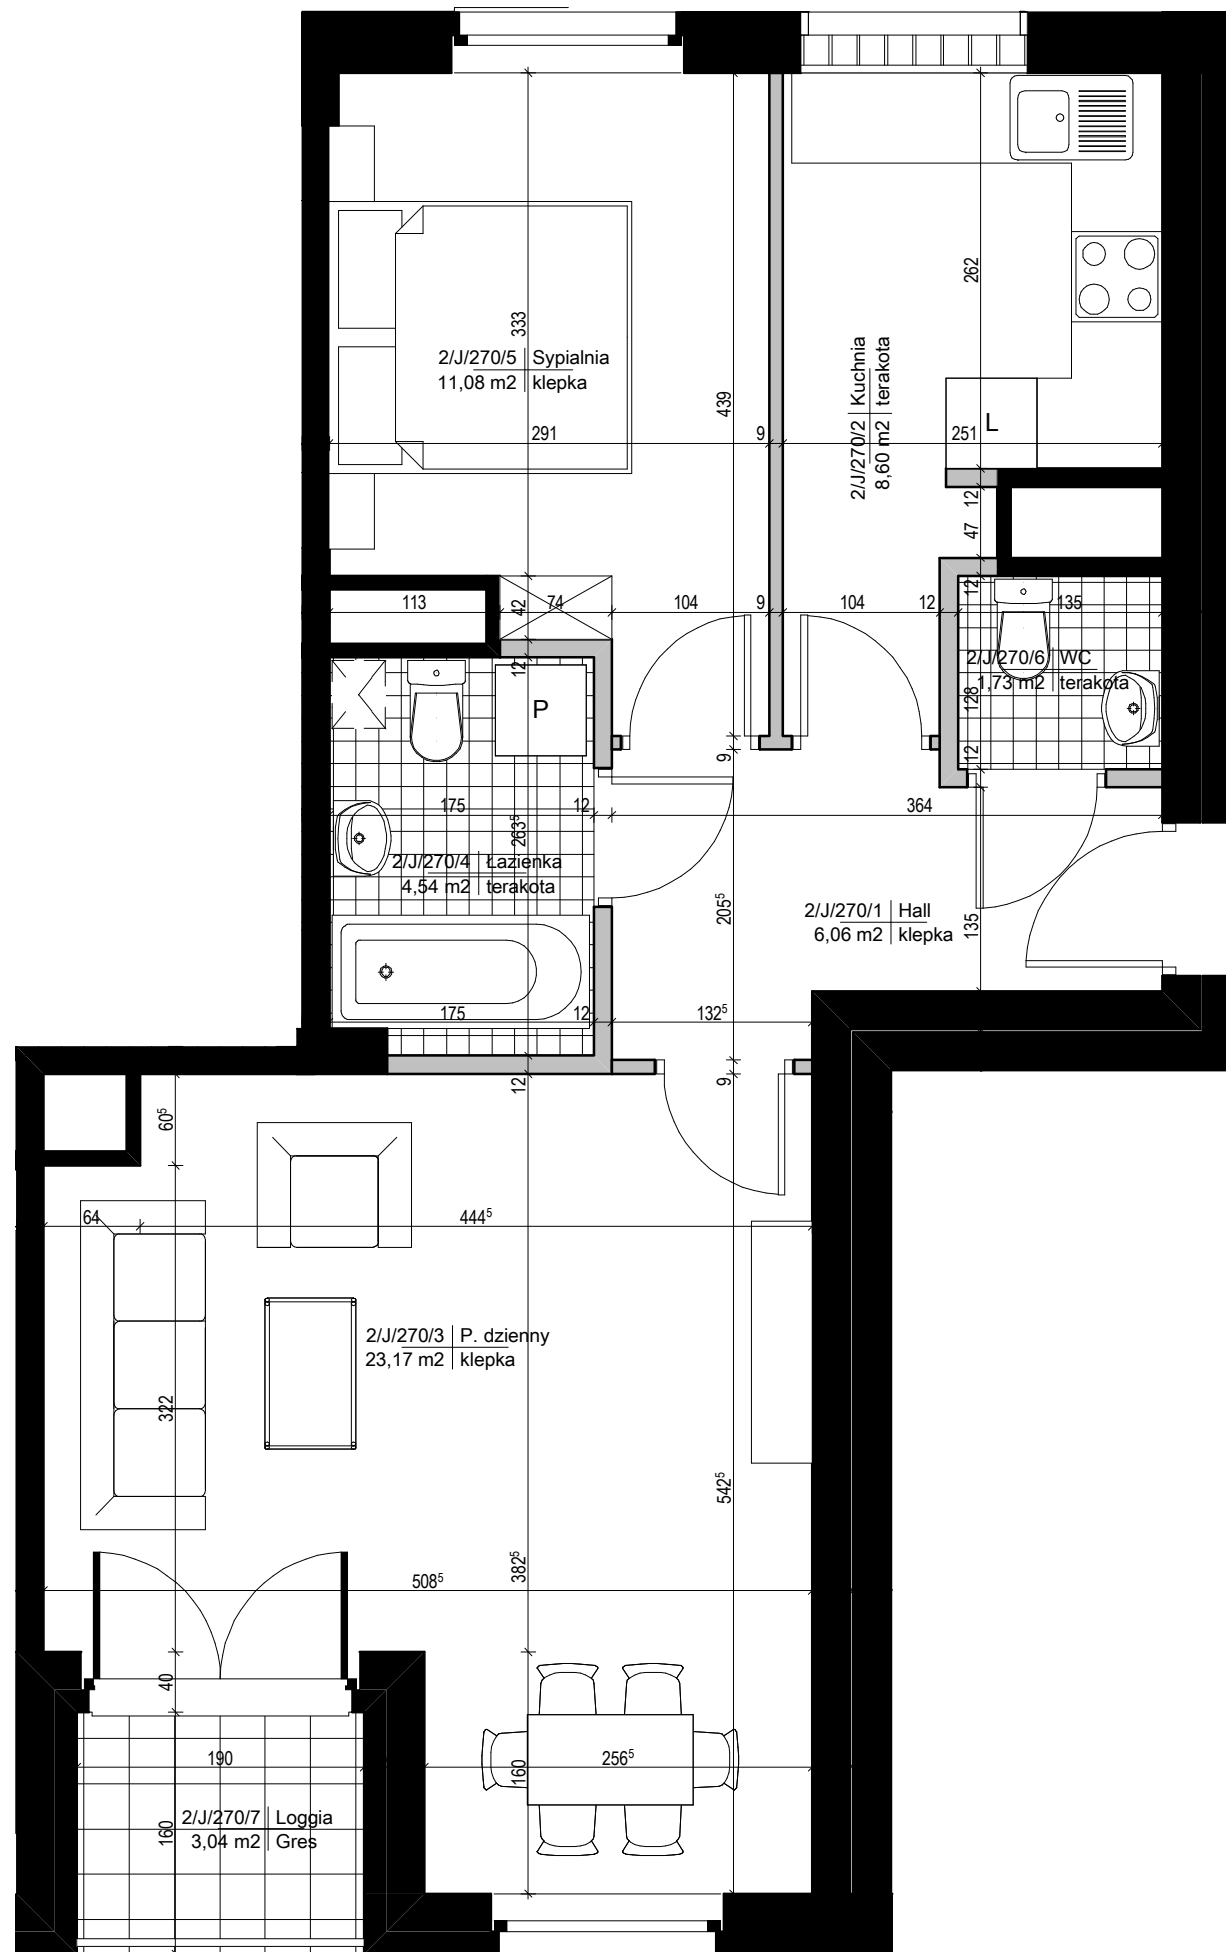 333
2/J/270/5 Sypialnia
11,08 m2 klepka
439
291
9
262
2/J/270/2 Kuchnia
8,60 m2 terakota
251
L
12
47
113
42
74
104
9
104
12
12
135
2/J/270/6 WC
1,73 m2 terakota
128
12
12
P
9
175
12
263⁵
364
2/J/270/4 Łazienka
4,54 m2 terakota
205⁵
2/J/270/1 Hall
6,06 m2 klepka
135
175
12
132⁵
12
9
60⁵
64
444⁵
2/J/270/3 P. dzienny
23,17 m2 klepka
322
542⁵
382⁵
508⁵
40
190
160
256⁵
2/J/270/7 Loggia
3,04 m2 Gres
160